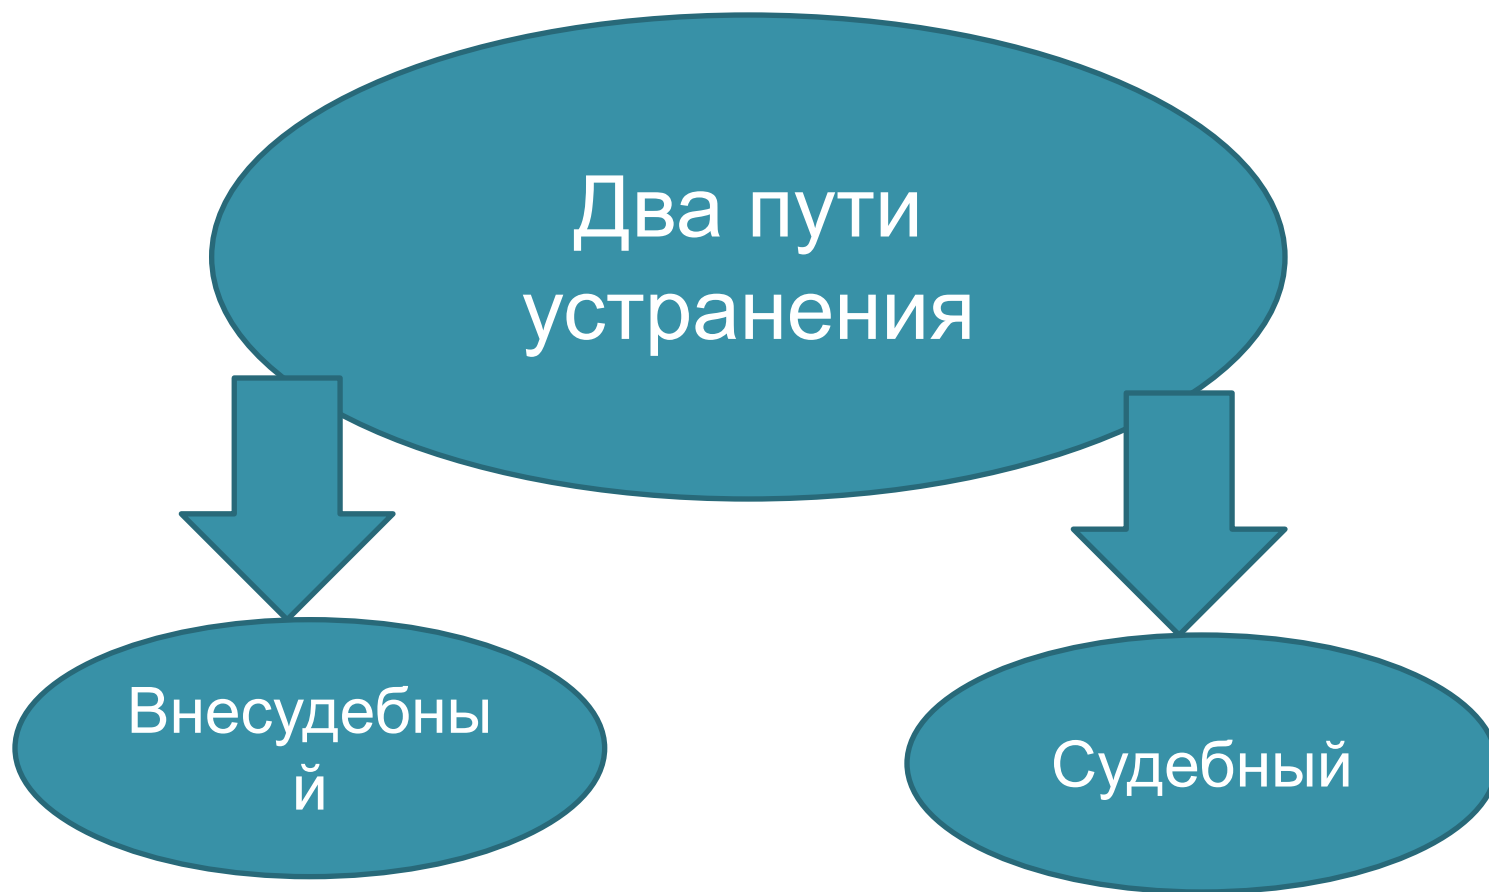 Два пути
устранения
Внесудебны
й
Судебный